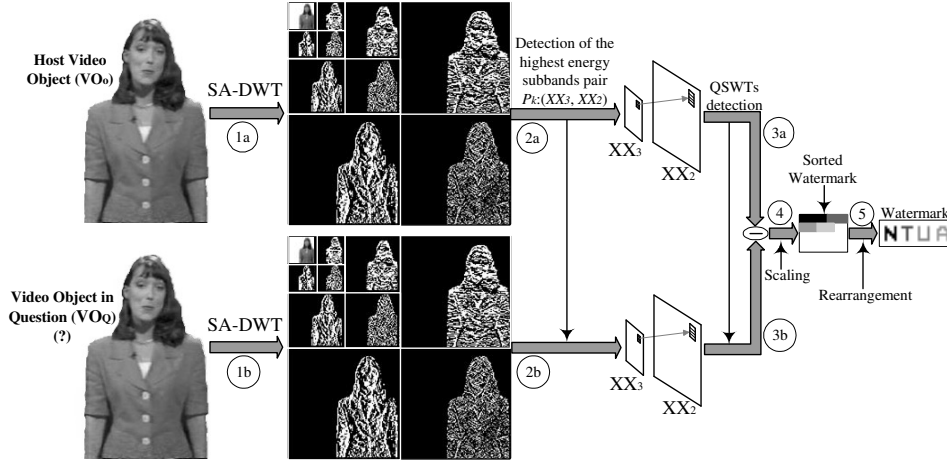 Host Video
Object (VOo)
SA-DWT
1a
Detection of the
highest energy
subbands pair
Pk:(XX3, XX2)
2a
XX3
XX2
QSWTs
detection
3a
Sorted
Watermark
4
5
Watermark
NTUA
Scaling
Rearrangement
Video Object in
Question (VOQ)
(?)
SA-DWT
1b
2b
XX3
XX2
3b